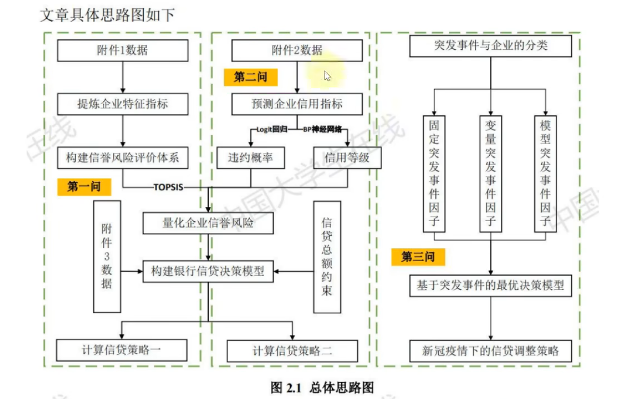 文章具体思路图如下
附件1数据
提炼企业特征指标
构建信誉风险评价体系
第一问
附件2数据
第二问
预测企业信用指标
Logit回归
BP神经网络
违约概率
信用等级
TOPSIS
量化企业信誉风险
附件3数据
构建银行信贷决策模型
信贷总额约束
计算信贷策略一
计算信贷策略二
突发事件与企业的分类
固定突发事件因子
变量突发事件因子
模型突发事件因子
第三问
基于突发事件的最优决策模型
新冠疫情下的信贷调整策略
图 2.1 总体思路图
中国大学生在线